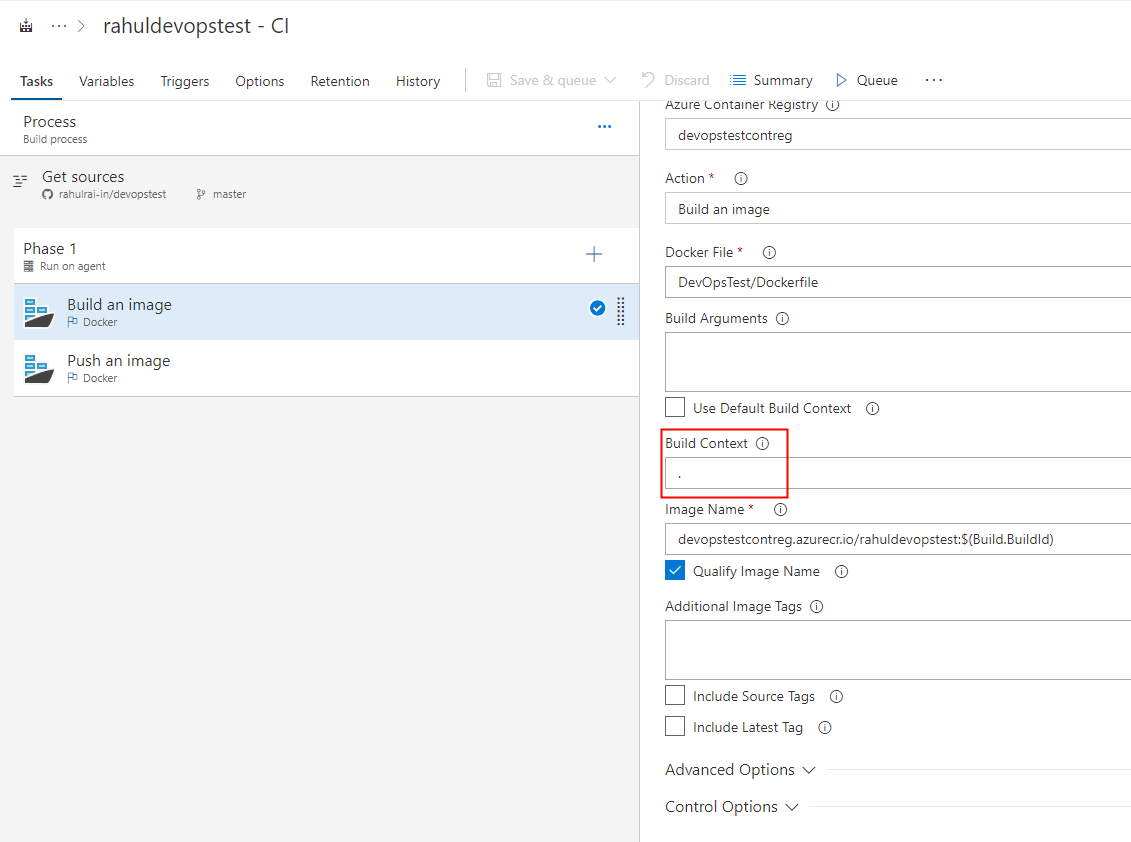 ··· > rahuldevopstest - CI
Tasks Variables Triggers Options Retention History Save & queue Discard Summary Queue ···
Process
Build process
Get sources
rahulrai-in/devopstest master
Phase 1
Run on agent
Build an image
Docker
Push an image
Docker
Azure Container Registry
devopstestcontreg
Action *
Build an image
Docker File *
DevOpsTest/Dockerfile
Build Arguments
Use Default Build Context
Build Context
.
Image Name *
devopstestcontreg.azurecr.io/rahuldevopstest:$(Build.BuildId)
Qualify Image Name
Additional Image Tags
Include Source Tags
Include Latest Tag
Advanced Options
Control Options